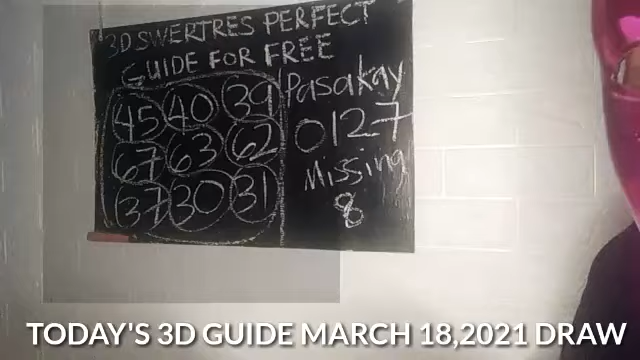 3D SWERTRES PERFECT
GUIDE FOR FREE
45 40 39 Pasakay
67 63 62 0127
37 30 31 Missing
8
TODAY'S 3D GUIDE MARCH 18,2021 DRAW